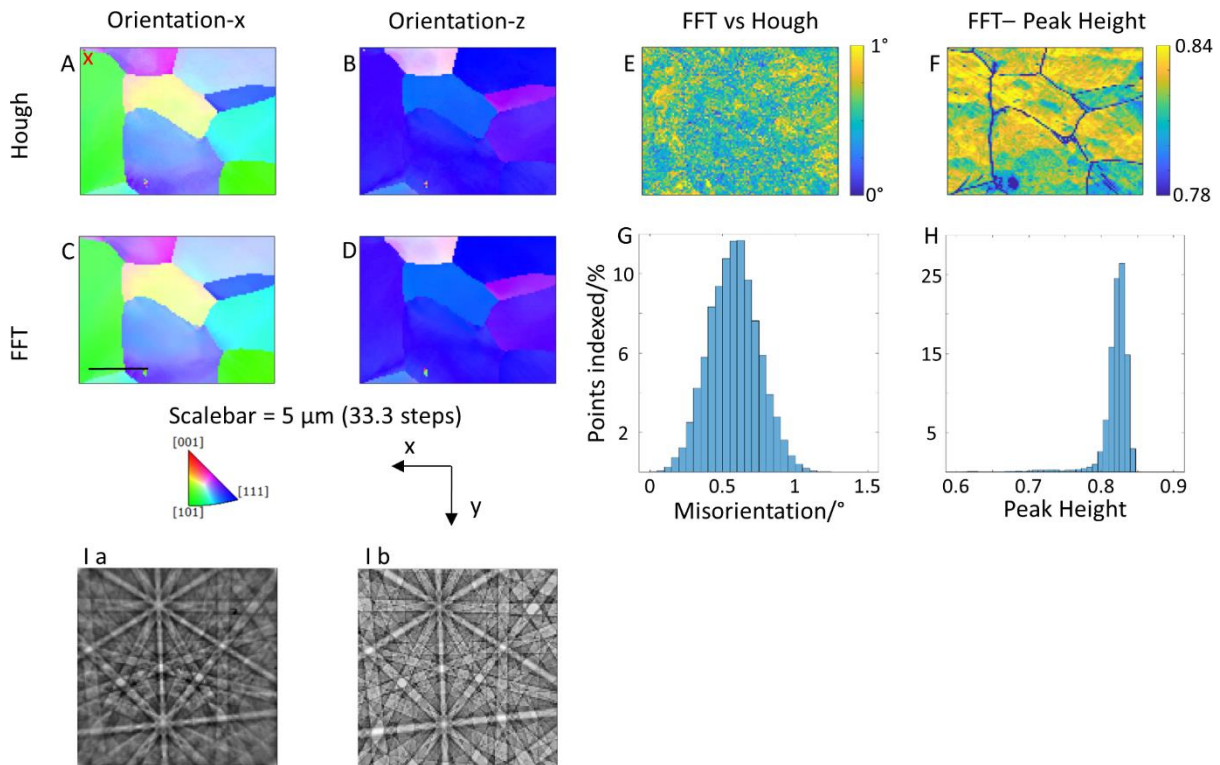 Orientation-x Orientation-z FFT vs Hough FFT– Peak Height
Hough
A X B E 1° 0° F 0.84 0.78
FFT
C D G H
Points indexed/%
10 6 2
25 15 5
0 0.5 1 1.5
0.6 0.7 0.8 0.9
Misorientation/° Peak Height
Scalebar = 5 µm (33.3 steps)
[001]
[111]
[101]
x
y
I a I b